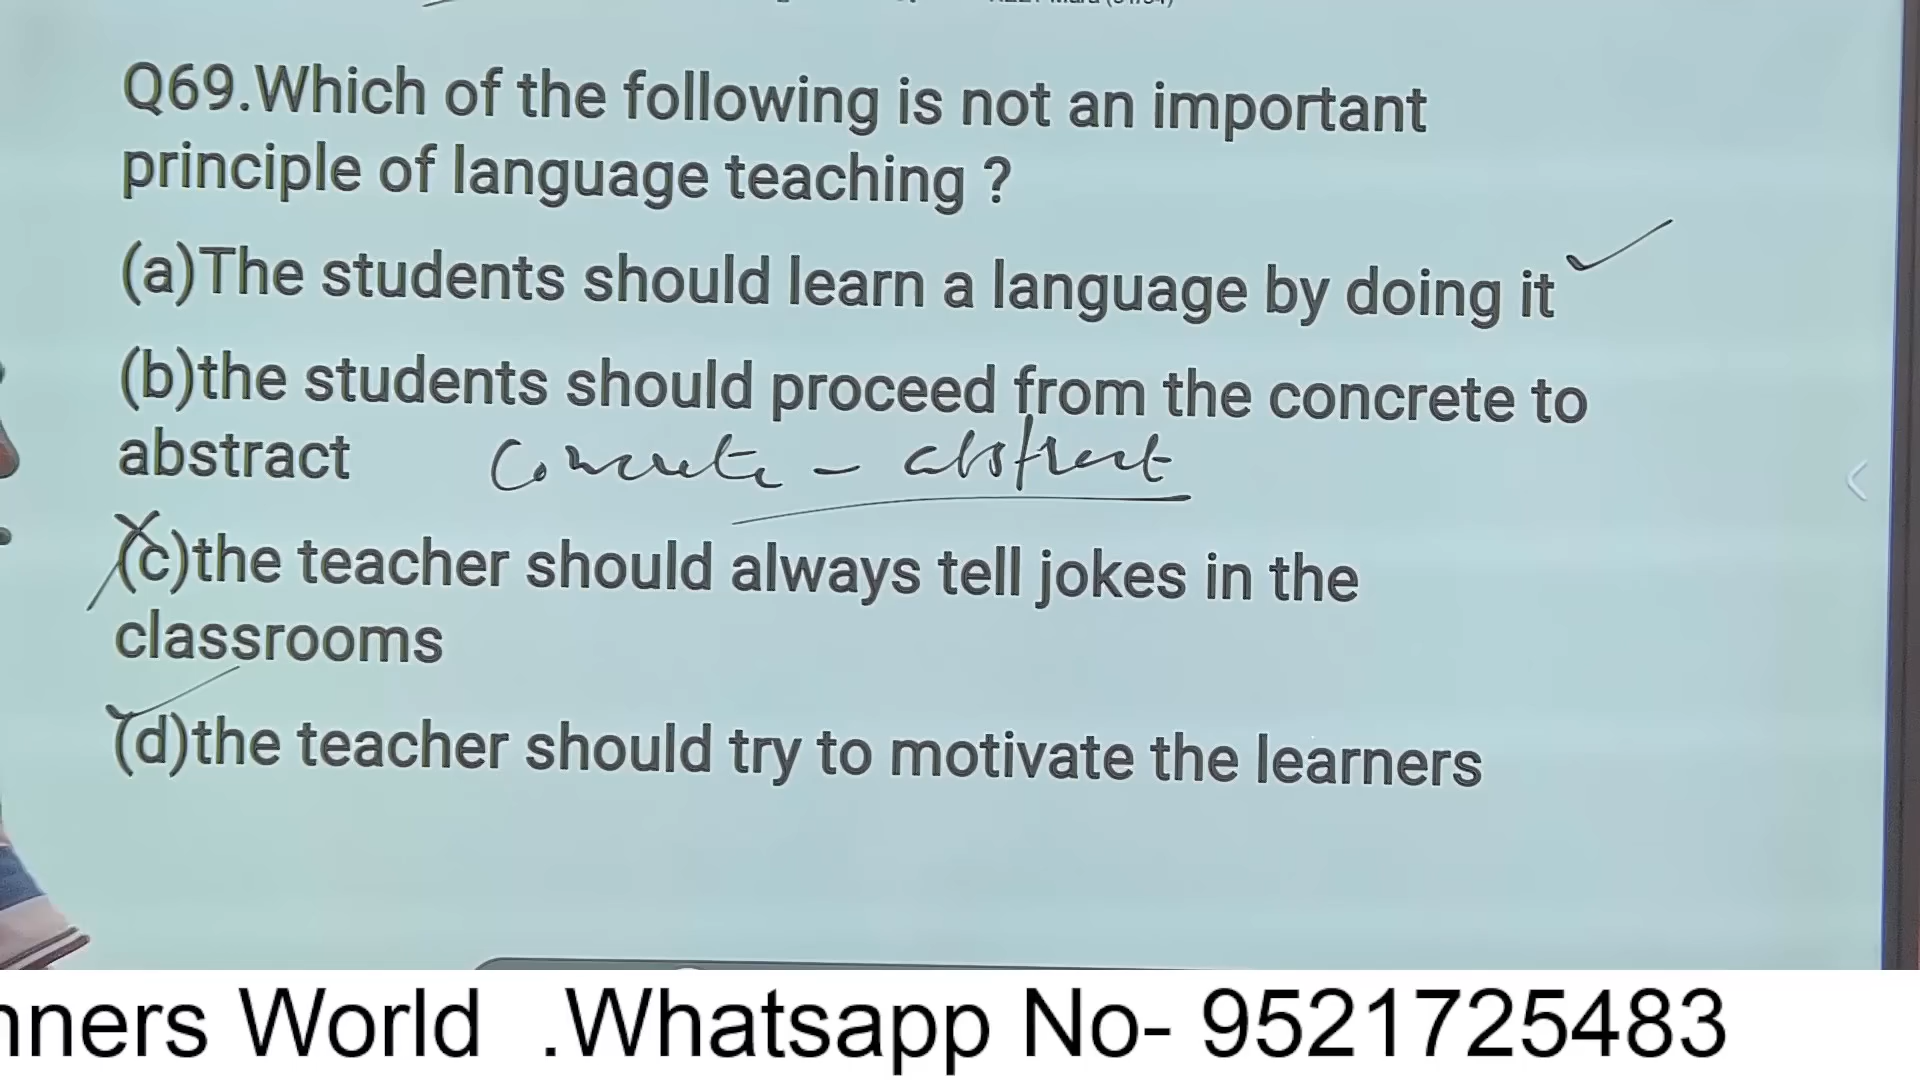 Q69.Which of the following is not an important
principle of language teaching ?
(a)The students should learn a language by doing it
(b)the students should proceed from the concrete to
abstract Concrete - abstract
(c)the teacher should always tell jokes in the
classrooms
(d)the teacher should try to motivate the learners
nners World .Whatsapp No- 9521725483